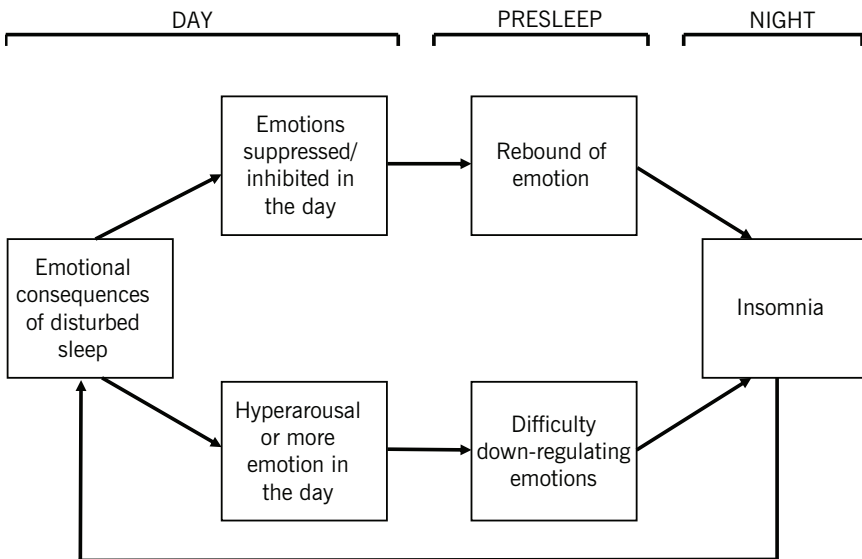 DAY
PRESLEEP
NIGHT
Emotions
suppressed/
inhibited in
the day
Rebound of
emotion
Emotional
consequences
of disturbed
sleep
Insomnia
Hyperarousal
or more
emotion in
the day
Difficulty
down-regulating
emotions